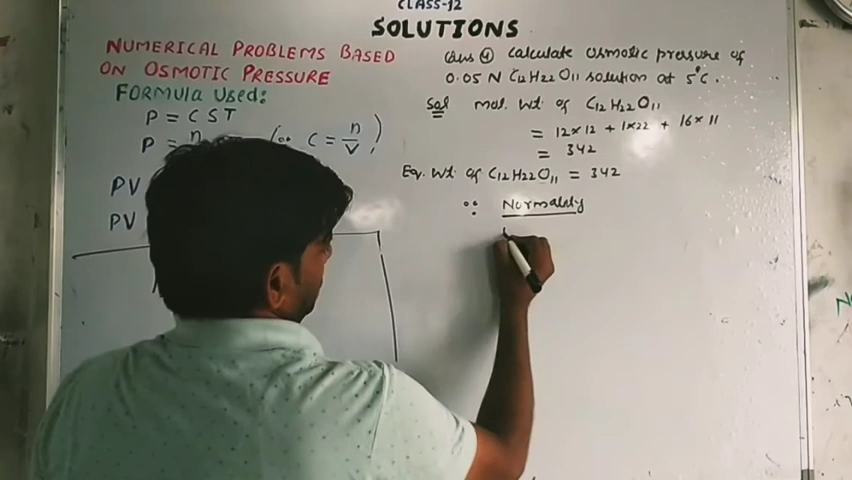 CLASS-12
SOLUTIONS
NUMERICAL PROBLEMS BASED
ON OSMOTIC PRESSURE
FORMULA USED:
P = C S T
P = n (∵ C = n/V)
PV
PV
Ques ④ Calculate Osmotic pressure of
0.05 N C12H22O11 solution at 5°C.
Sol mol. wt. of C12H22O11
= 12×12 + 1×22 + 16×11
= 342
Eq. wt. of C12H22O11 = 342
∵ Normality